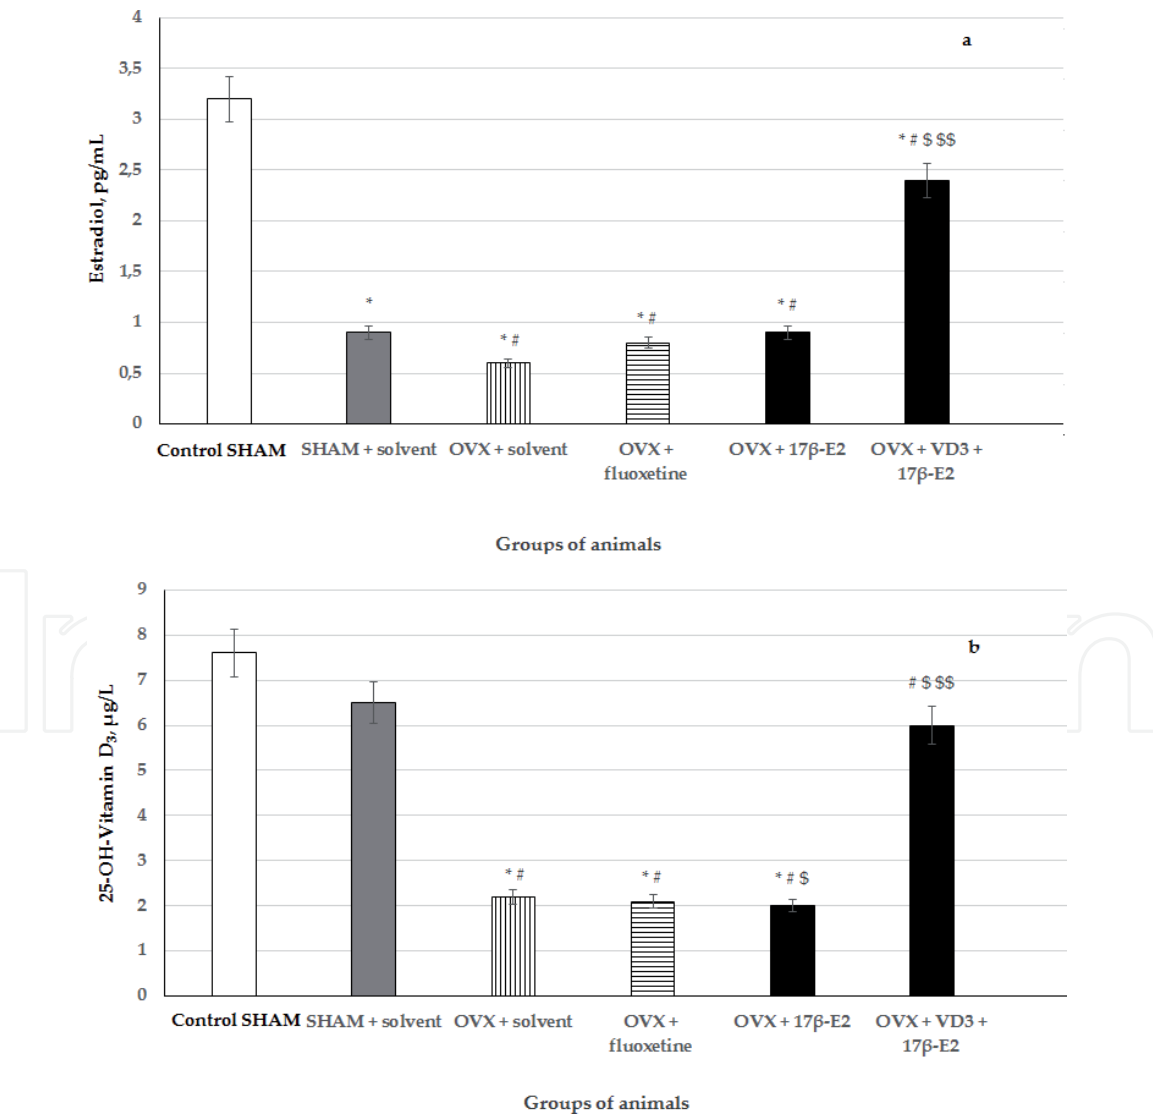 4
a
3,5
3
* # $ $$
2,5
Estradiol, pg/mL
2
1,5
*
* #
* #
* #
1
0,5
0
Control SHAM SHAM + solvent OVX + solvent OVX + OVX + 17β-E2 OVX + VD3 +
fluoxetine 17β-E2
Groups of animals
9
8
b
7
# $ $$
6
25-OH-Vitamin D₃, µg/L
5
4
3
* #
* #
* # $
2
1
0
Control SHAM SHAM + solvent OVX + solvent OVX + OVX + 17β-E2 OVX + VD3 +
fluoxetine 17β-E2
Groups of animals